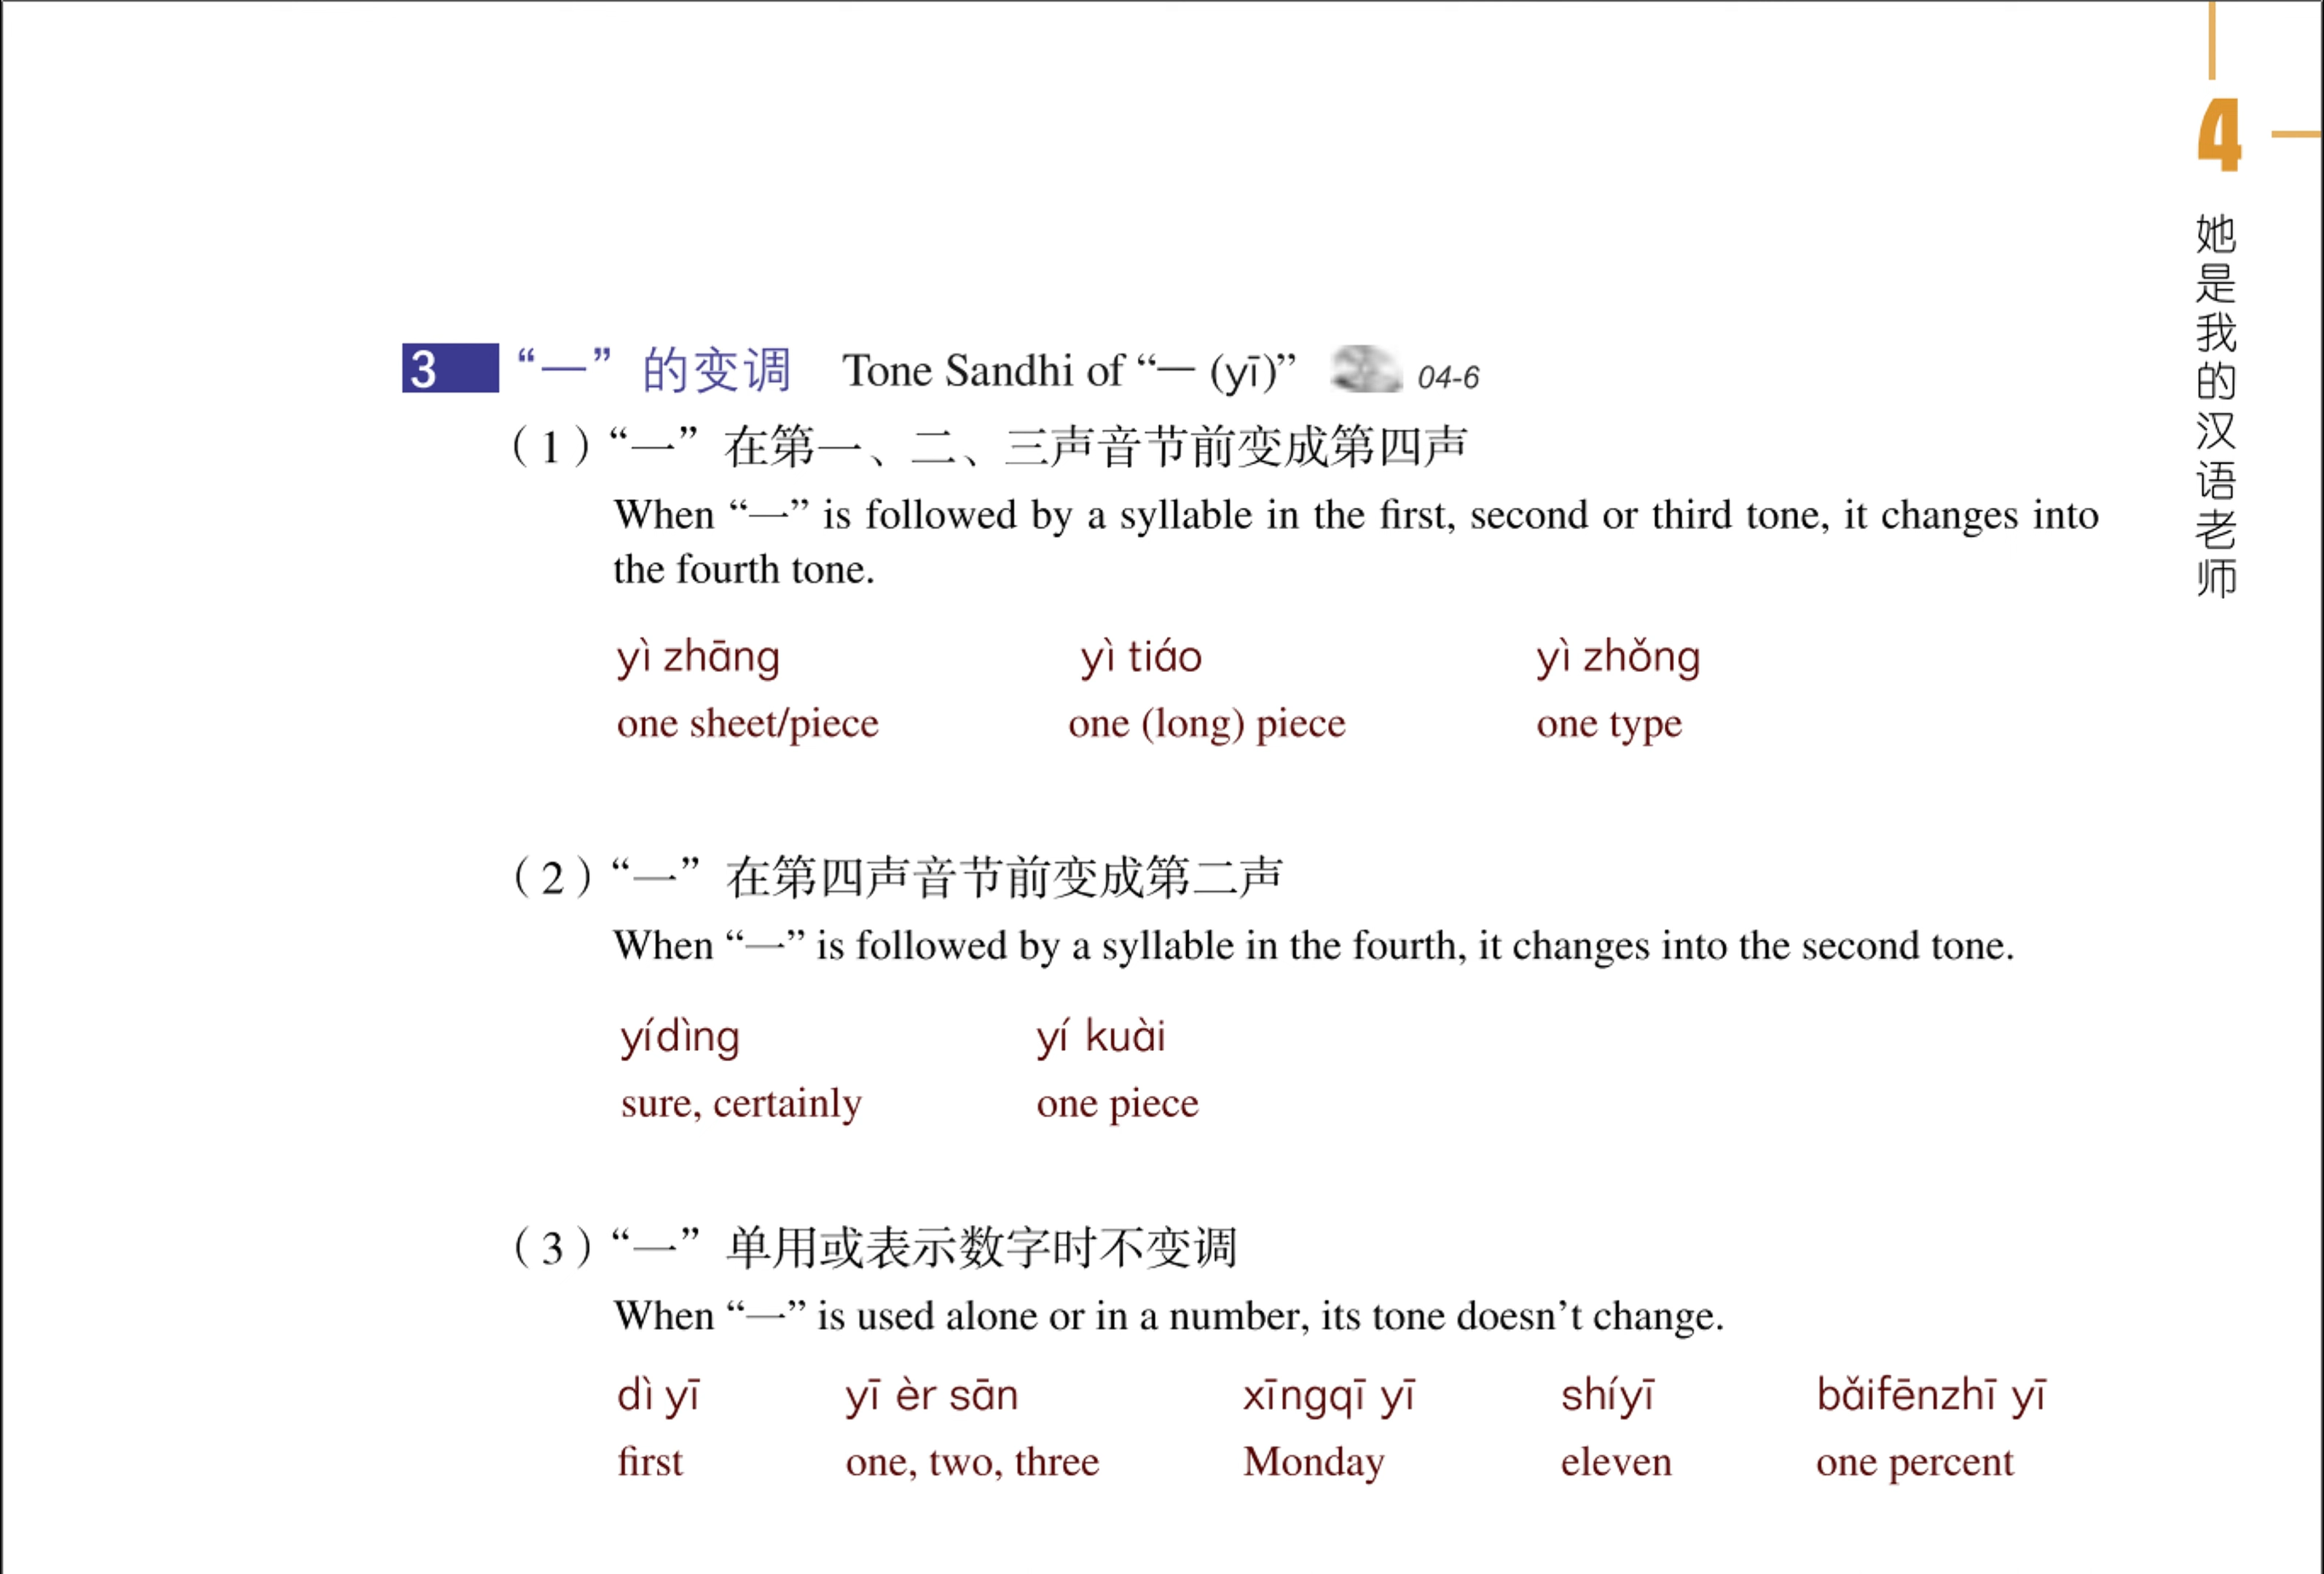 4
她是我的汉语老师
3 “一”的变调 Tone Sandhi of “一 (yī)” 04-6
（1）“一”在第一、二、三声音节前变成第四声
When “一” is followed by a syllable in the first, second or third tone, it changes into
the fourth tone.
yì zhāng yì tiáo yì zhǒng
one sheet/piece one (long) piece one type
（2）“一”在第四声音节前变成第二声
When “一” is followed by a syllable in the fourth, it changes into the second tone.
yídìng yí kuài
sure, certainly one piece
（3）“一”单用或表示数字时不变调
When “一” is used alone or in a number, its tone doesn’t change.
dì yī yī èr sān xīngqī yī shíyī bǎifēnzhī yī
first one, two, three Monday eleven one percent